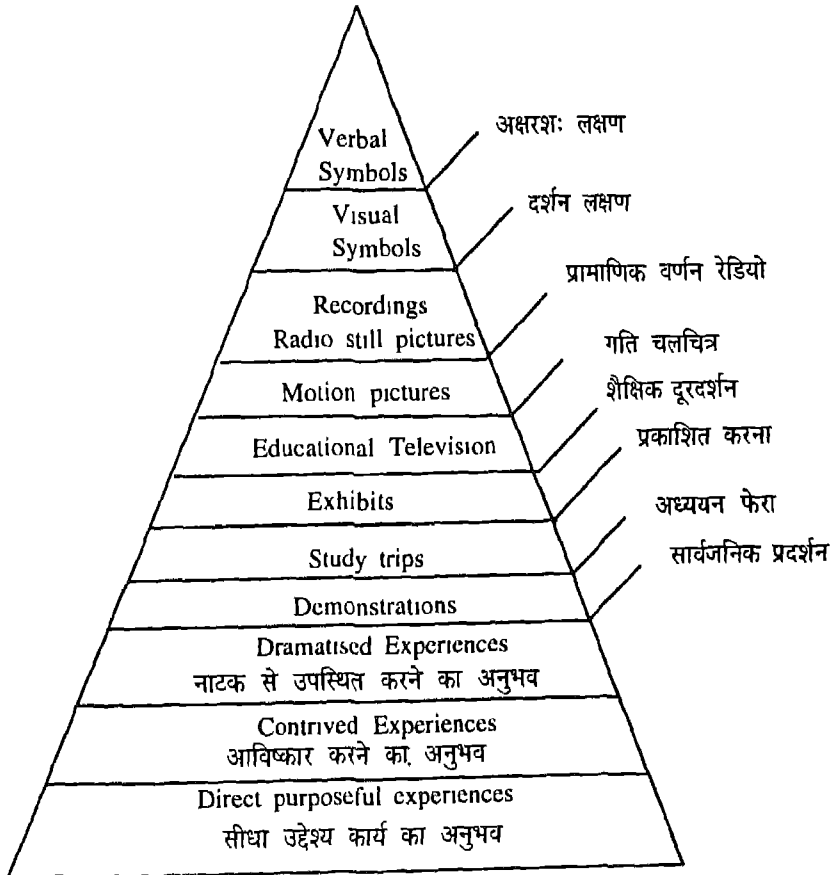 Verbal
Symbols
अक्षरशः लक्षण
Visual
Symbols
दर्शन लक्षण
Recordings
Radio still pictures
प्रामाणिक वर्णन रेडियो
Motion pictures
गति चलचित्र
Educational Television
शैक्षिक दूरदर्शन
Exhibits
प्रकाशित करना
Study trips
अध्ययन फेरा
Demonstrations
सार्वजनिक प्रदर्शन
Dramatised Experiences
नाटक से उपस्थित करने का अनुभव
Contrived Experiences
आविष्कार करने का अनुभव
Direct purposeful experiences
सीधा उद्देश्य कार्य का अनुभव